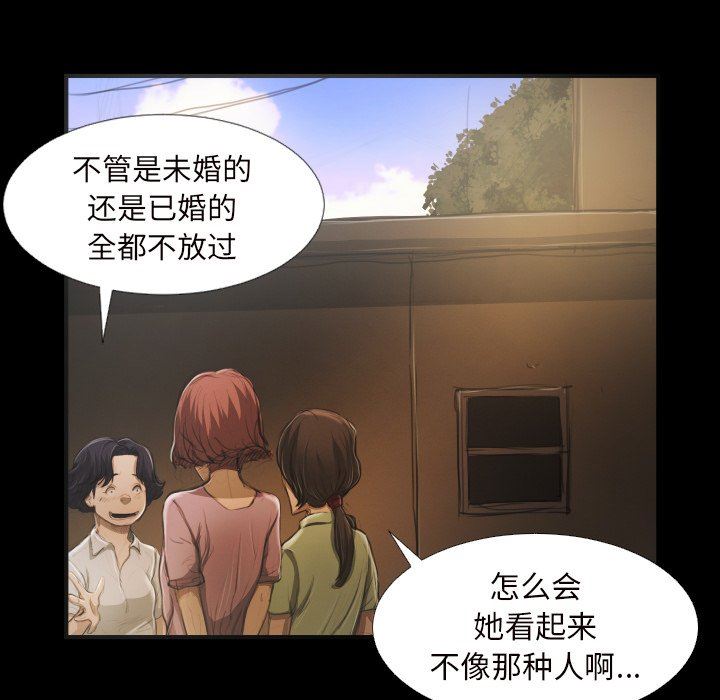 不管是未婚的
还是已婚的
全都不放过
怎么会
她看起来
不像那种人啊...